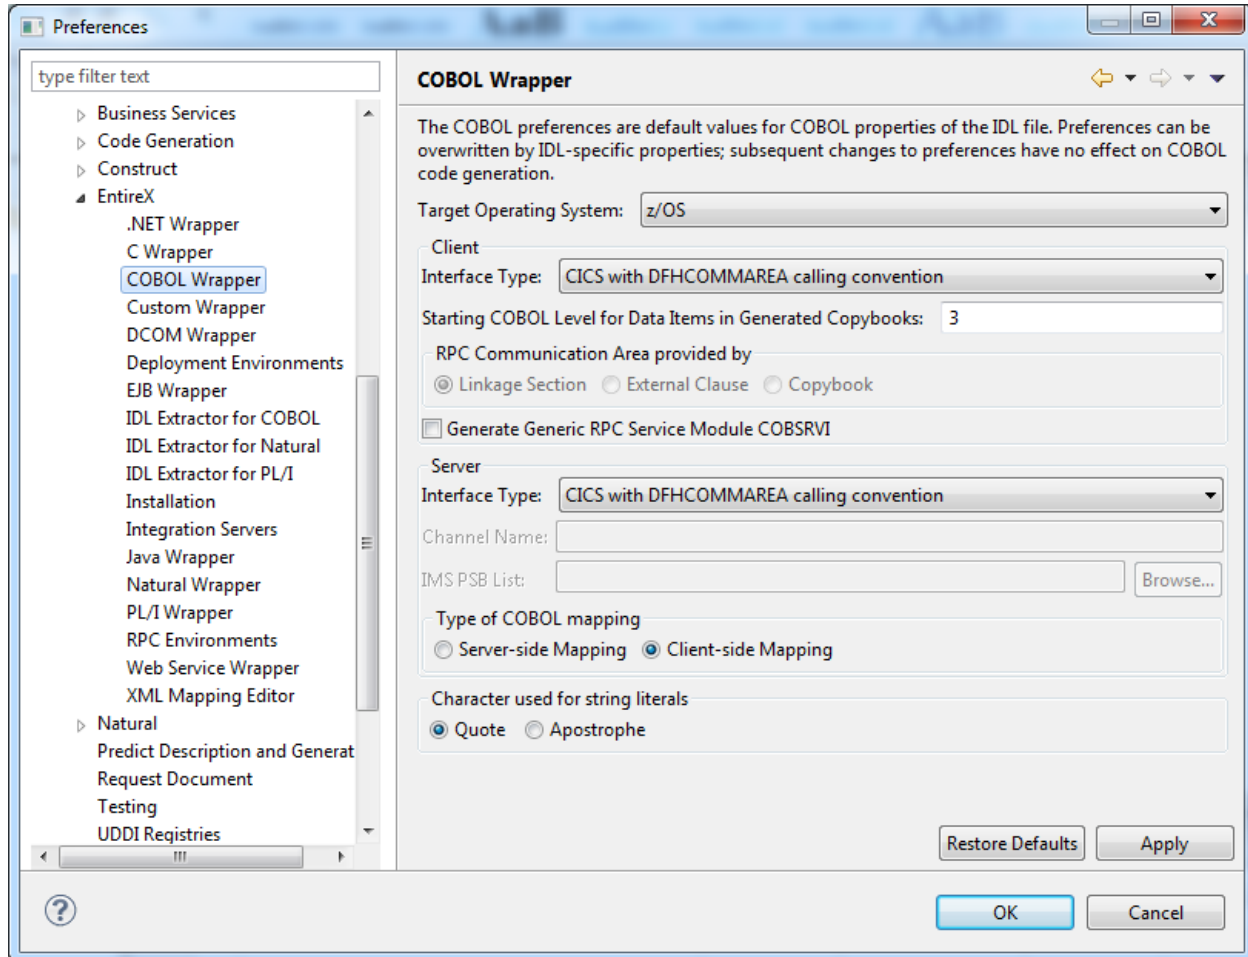 Preferences
type filter text
Business Services
Code Generation
Construct
EntireX
.NET Wrapper
C Wrapper
COBOL Wrapper
Custom Wrapper
DCOM Wrapper
Deployment Environments
EJB Wrapper
IDL Extractor for COBOL
IDL Extractor for Natural
IDL Extractor for PL/I
Installation
Integration Servers
Java Wrapper
Natural Wrapper
PL/I Wrapper
RPC Environments
Web Service Wrapper
XML Mapping Editor
Natural
Predict Description and Generat
Request Document
Testing
UDDI Registries
COBOL Wrapper
The COBOL preferences are default values for COBOL properties of the IDL file. Preferences can be
overwritten by IDL-specific properties; subsequent changes to preferences have no effect on COBOL
code generation.
Target Operating System: z/OS
Client
Interface Type: CICS with DFHCOMMAREA calling convention
Starting COBOL Level for Data Items in Generated Copybooks: 3
RPC Communication Area provided by
Linkage Section External Clause Copybook
Generate Generic RPC Service Module COBSRVI
Server
Interface Type: CICS with DFHCOMMAREA calling convention
Channel Name:
IMS PSB List: Browse...
Type of COBOL mapping
Server-side Mapping Client-side Mapping
Character used for string literals
Quote Apostrophe
Restore Defaults Apply
? OK Cancel